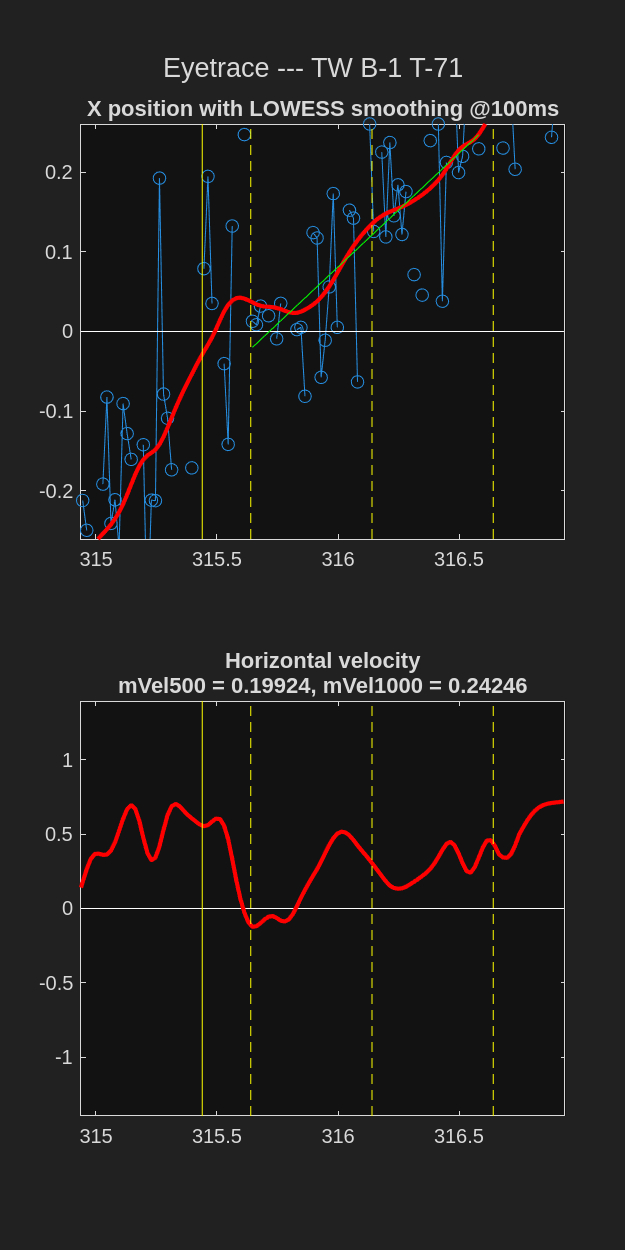 Eyetrace --- TW B-1 T-71
X position with LOWESS smoothing @100ms
0.2
0.1
0
-0.1
-0.2
315 315.5 316 316.5
Horizontal velocity
mVel500 = 0.19924, mVel1000 = 0.24246
1
0.5
0
-0.5
-1
315 315.5 316 316.5